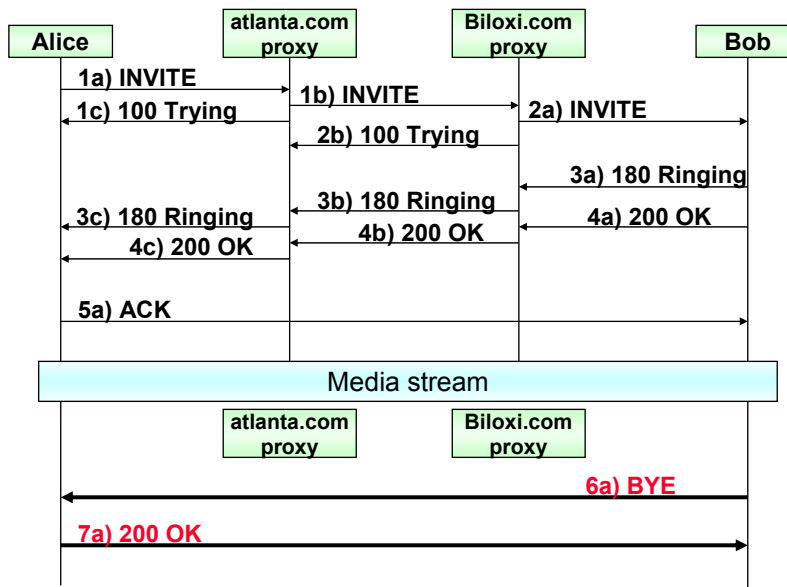 Alice
atlanta.com
proxy
Biloxi.com
proxy
Bob
1a) INVITE
1b) INVITE
1c) 100 Trying
2a) INVITE
2b) 100 Trying
3a) 180 Ringing
3b) 180 Ringing
3c) 180 Ringing
4a) 200 OK
4b) 200 OK
4c) 200 OK
5a) ACK
Media stream
atlanta.com
proxy
Biloxi.com
proxy
6a) BYE
7a) 200 OK